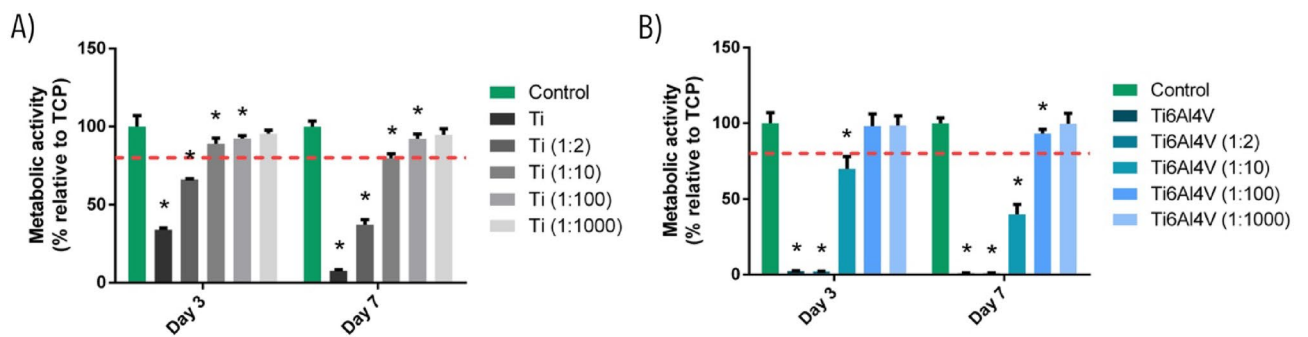 A)
Metabolic activity
(% relative to TCP)
150
100
50
0
*
*
*
*
*
*
*
*
Day 3
Day 7
Control
Ti
Ti (1:2)
Ti (1:10)
Ti (1:100)
Ti (1:1000)
B)
Metabolic activity
(% relative to TCP)
150
100
50
0
*
*
*
*
*
*
*
Day 3
Day 7
Control
Ti6Al4V
Ti6Al4V (1:2)
Ti6Al4V (1:10)
Ti6Al4V (1:100)
Ti6Al4V (1:1000)